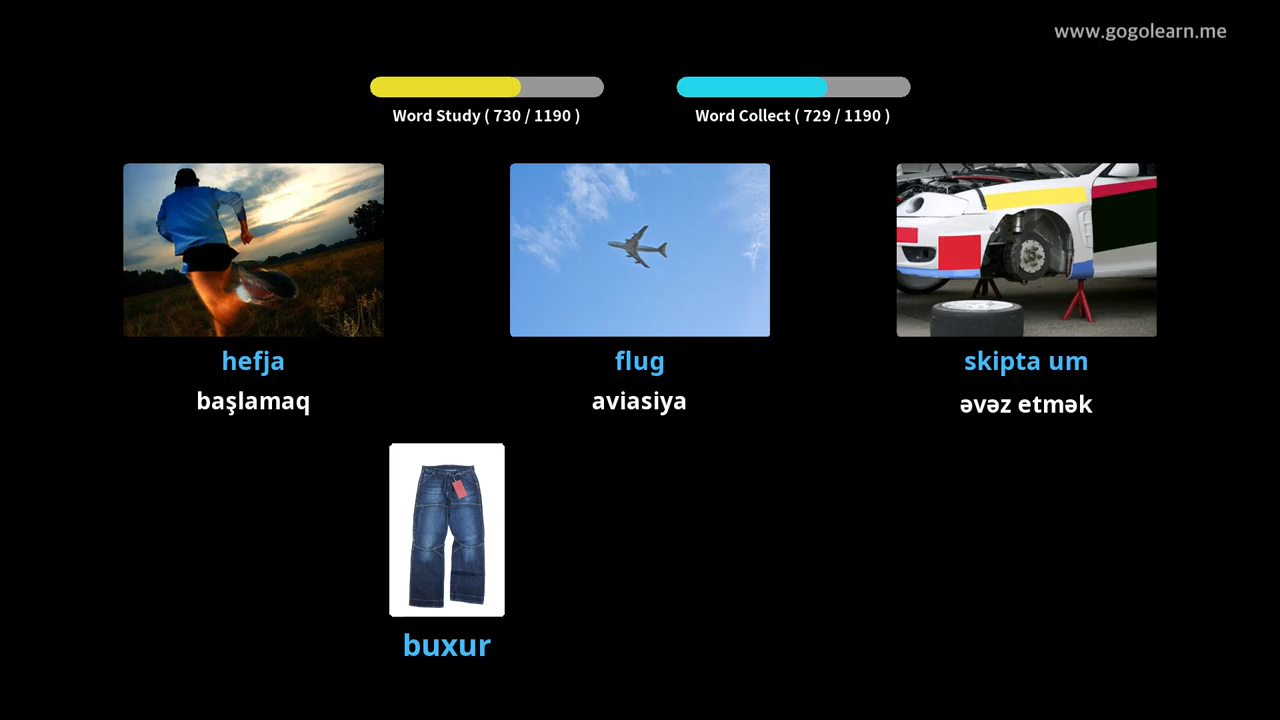 www.gogolearn.me
Word Study ( 730 / 1190 )
Word Collect ( 729 / 1190 )
hefja
flug
skipta um
başlamaq
aviasiya
əvəz etmək
buxur